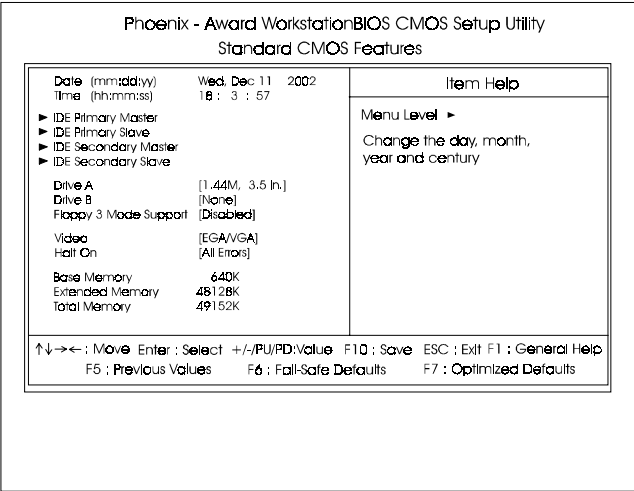 Phoenix - Award WorkstationBIOS CMOS Setup Utility
Standard CMOS Features
Date (mm:dd:yy) Wed, Dec 11 2002
Time (hh:mm:ss) 18 : 3 : 57
► IDE Primary Master
► IDE Primary Slave
► IDE Secondary Master
► IDE Secondary Slave
Drive A [1.44M, 3.5 In.]
Drive B [None]
Floppy 3 Mode Support [Disabled]
Video [EGA/VGA]
Halt On [All Errors]
Base Memory 640K
Extended Memory 48128K
Total Memory 49152K
Item Help
Menu Level ►
Change the day, month,
year and century
↑↓→← : Move Enter : Select +/-/PU/PD:Value F10 : Save ESC : Exit F1 : General Help
F5 : Previous Values F6 : Fail-Safe Defaults F7 : Optimized Defaults